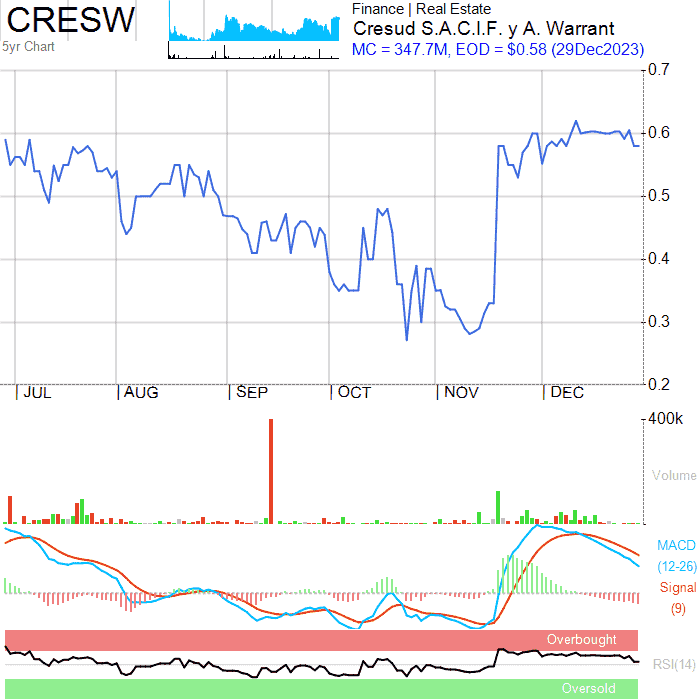 CRESW
5yr Chart
Finance | Real Estate
Cresud S.A.C.I.F. y A. Warrant
MC = 347.7M, EOD = $0.58 (29Dec2023)
0.7
0.6
0.5
0.4
0.3
0.2
JUL AUG SEP OCT NOV DEC
400k
Volume
MACD
(12-26)
Signal
(9)
Overbought
RSI(14)
Oversold